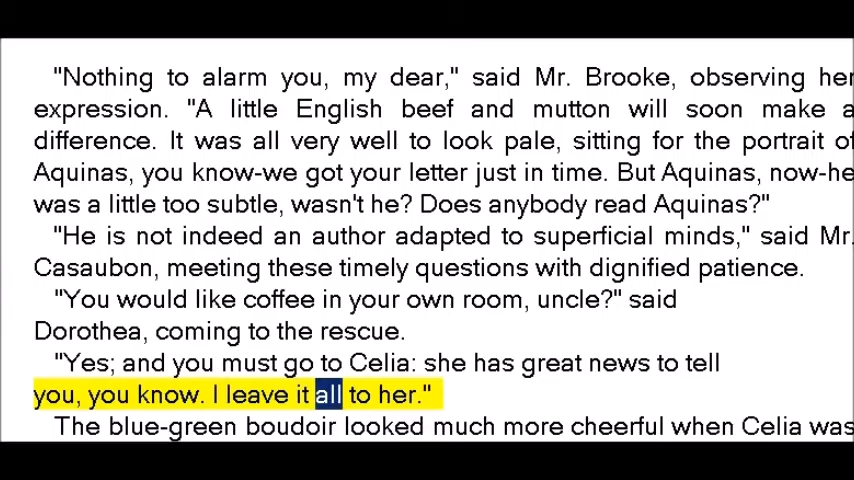 "Nothing to alarm you, my dear," said Mr. Brooke, observing her
expression. "A little English beef and mutton will soon make a
difference. It was all very well to look pale, sitting for the portrait of
Aquinas, you know-we got your letter just in time. But Aquinas, now-he
was a little too subtle, wasn't he? Does anybody read Aquinas?"
"He is not indeed an author adapted to superficial minds," said Mr.
Casaubon, meeting these timely questions with dignified patience.
"You would like coffee in your own room, uncle?" said
Dorothea, coming to the rescue.
"Yes; and you must go to Celia: she has great news to tell
you, you know. I leave it all to her."
The blue-green boudoir looked much more cheerful when Celia was